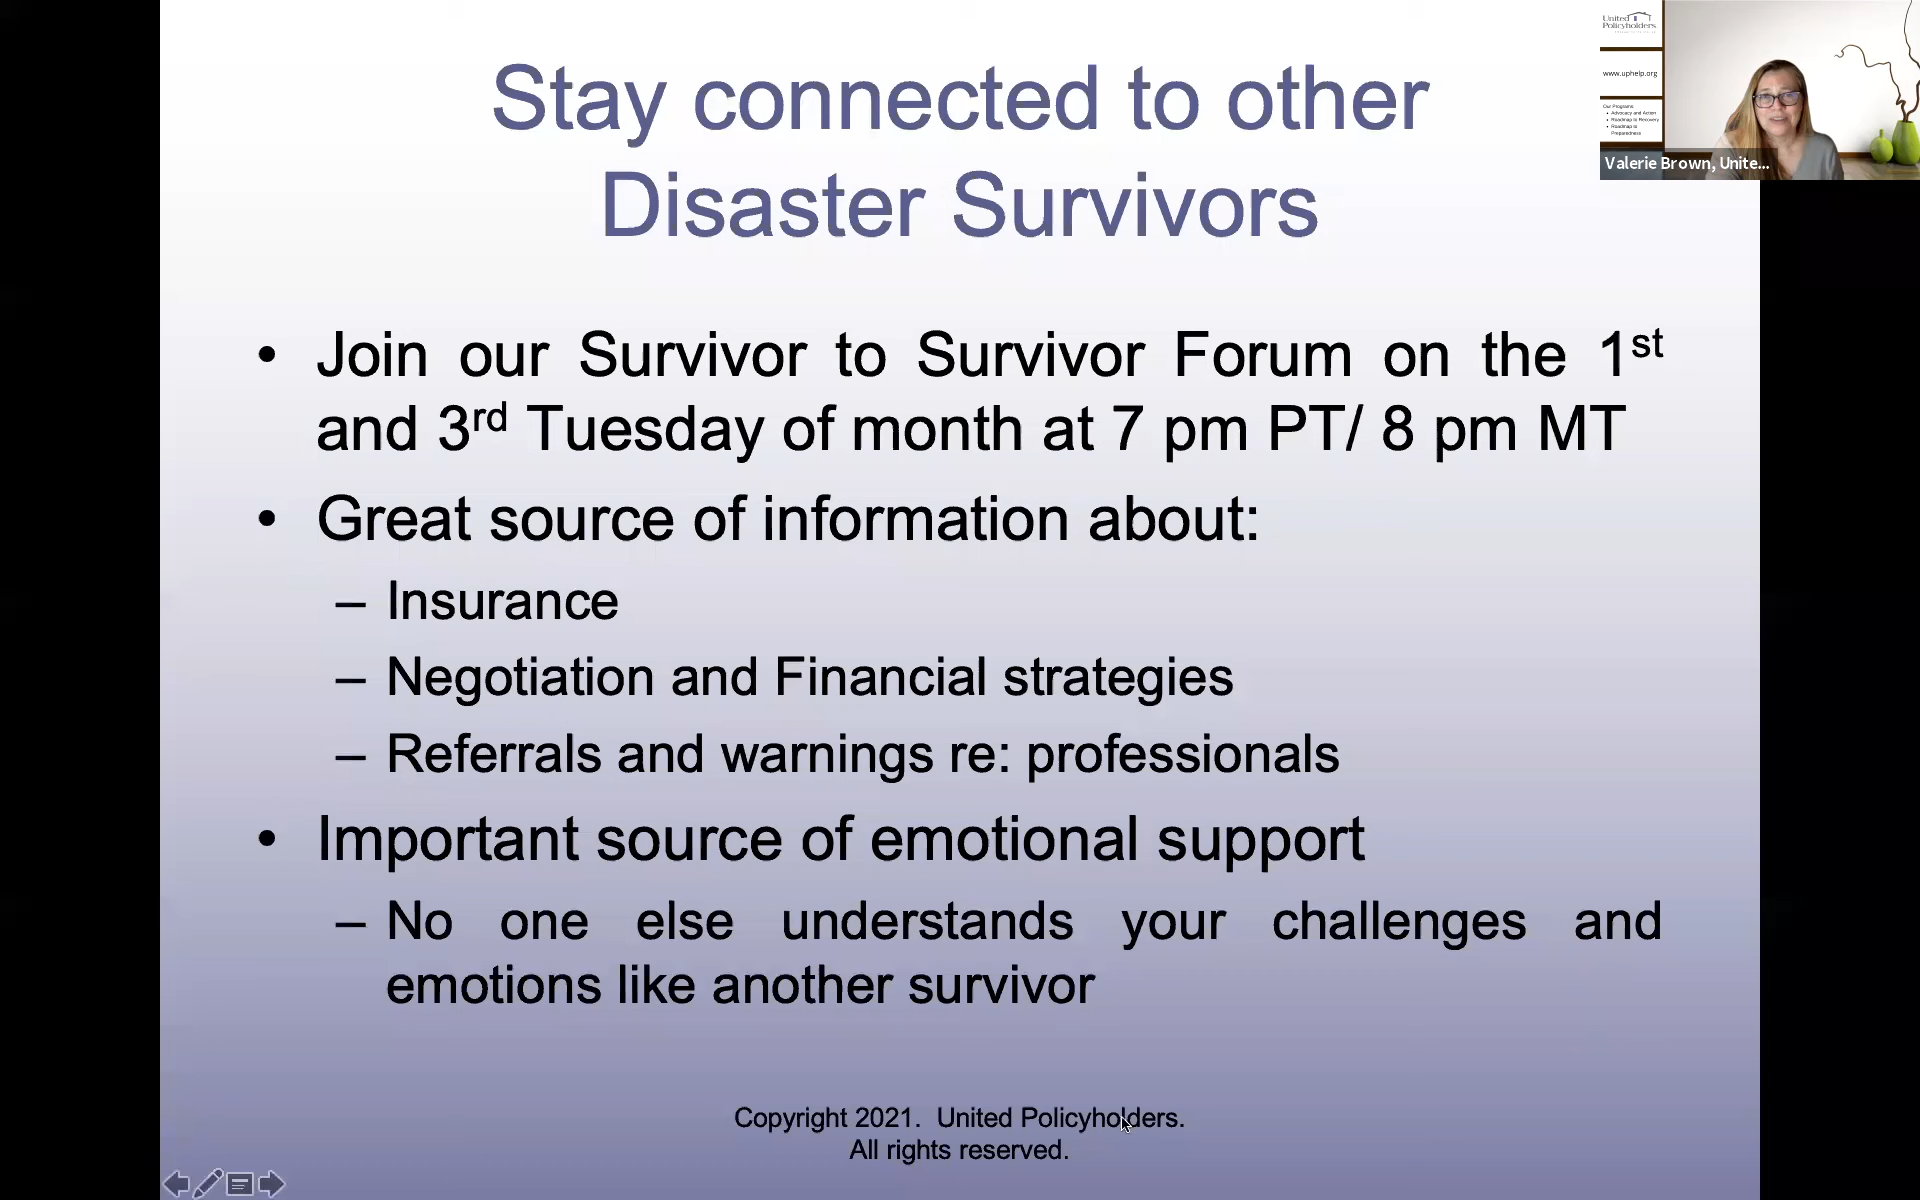 Stay connected to other
Disaster Survivors
• Join our Survivor to Survivor Forum on the 1st
and 3rd Tuesday of month at 7 pm PT/ 8 pm MT
• Great source of information about:
– Insurance
– Negotiation and Financial strategies
– Referrals and warnings re: professionals
• Important source of emotional support
– No one else understands your challenges and
emotions like another survivor
Copyright 2021. United Policyholders.
All rights reserved.
United
Policyholders
www.uphelp.org
Our Programs:
• Advocacy and Action
• Roadmap to Recovery
• Roadmap to
Preparedness
Valerie Brown, Unite...